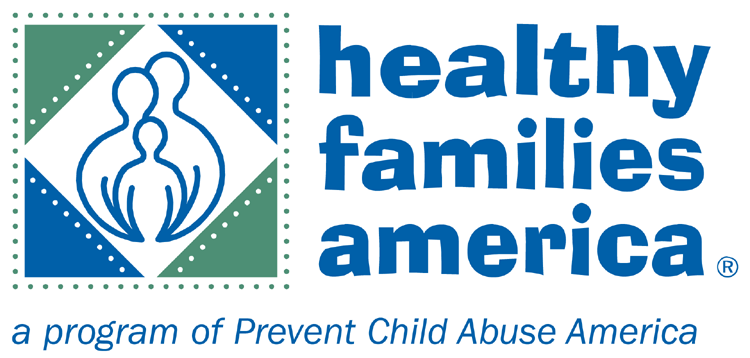 healthy
families
america®
a program of Prevent Child Abuse America